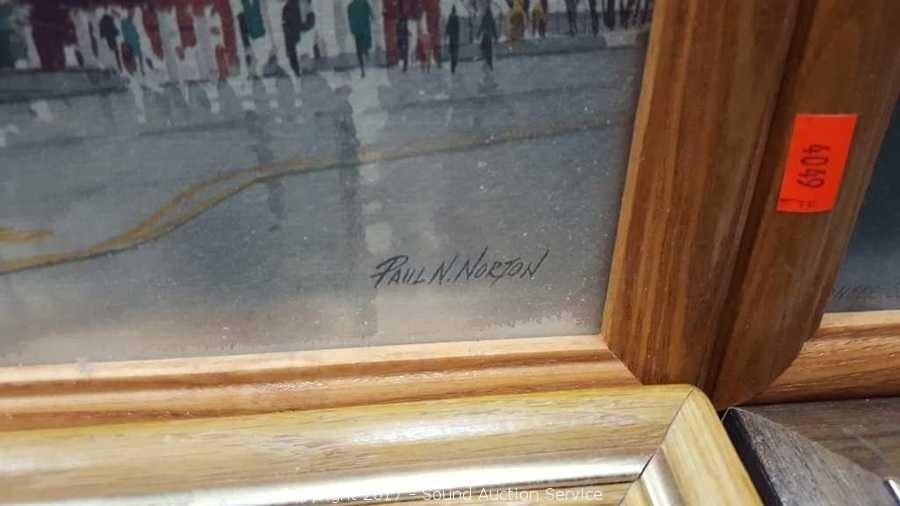 4049
PAUL N. NORTON
Copyright 2017 - Sound Auction Service